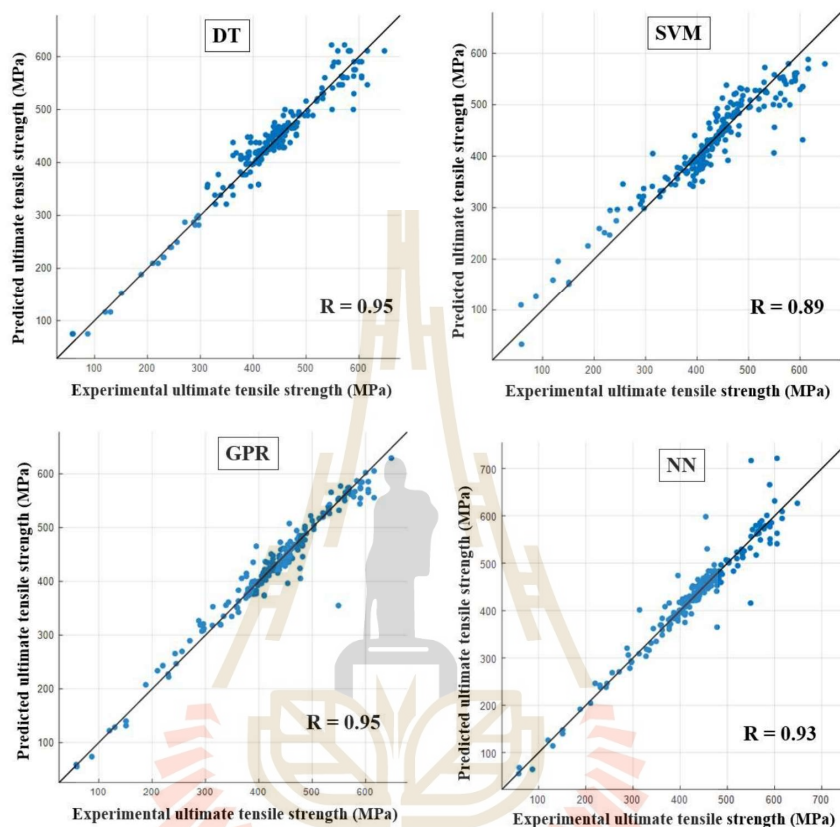 DT
Predicted ultimate tensile strength (MPa)
600
500
400
300
200
100
R = 0.95
100 200 300 400 500 600
Experimental ultimate tensile strength (MPa)
SVM
Predicted ultimate tensile strength (MPa)
600
500
400
300
200
100
R = 0.89
100 200 300 400 500 600
Experimental ultimate tensile strength (MPa)
GPR
Predicted ultimate tensile strength (MPa)
600
500
400
300
200
100
R = 0.95
100 200 300 400 500 600
Experimental ultimate tensile strength (MPa)
NN
Predicted ultimate tensile strength (MPa)
700
600
500
400
300
200
100
R = 0.93
100 200 300 400 500 600 700
Experimental ultimate tensile strength (MPa)